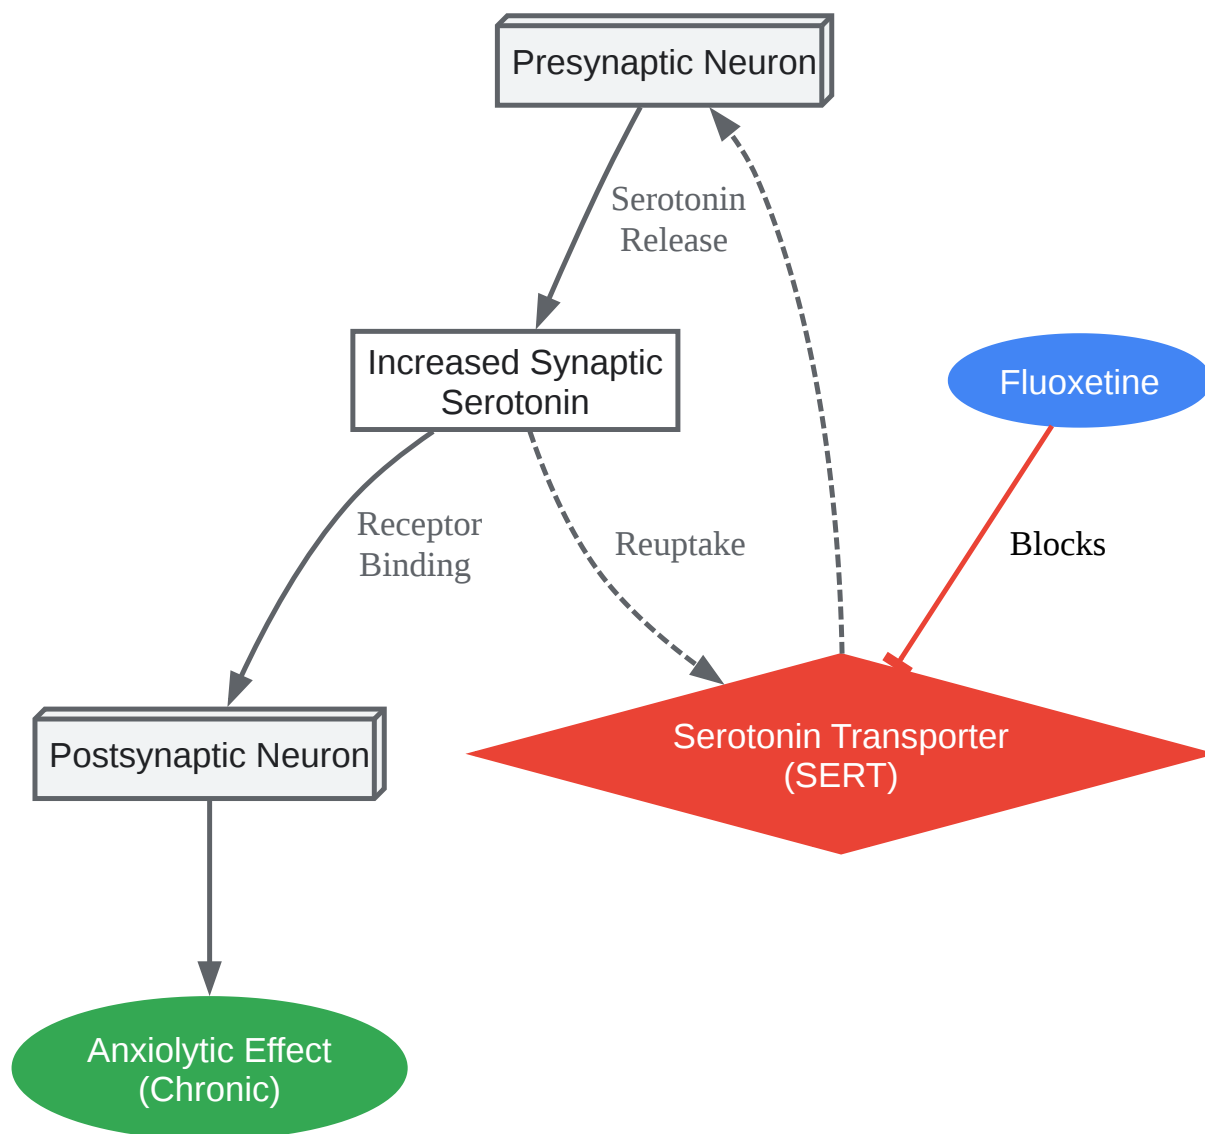 Presynaptic Neuron
Serotonin
Release
Increased Synaptic
Serotonin
Fluoxetine
Receptor
Binding
Reuptake
Blocks
Serotonin Transporter
(SERT)
Postsynaptic Neuron
Anxiolytic Effect
(Chronic)